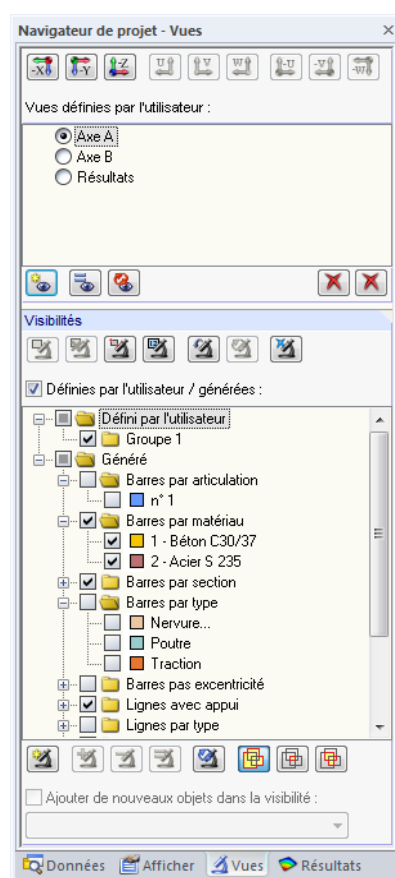 Navigateur de projet - Vues
-X -Y -Z U V W -U -V -W
Vues définies par l'utilisateur :
Axe A
Axe B
Résultats
Visibilités
Définies par l'utilisateur / générées :
Défini par l'utilisateur
Groupe 1
Généré
Barres par articulation
n° 1
Barres par matériau
1 - Béton C30/37
2 - Acier S 235
Barres par section
Barres par type
Nervure...
Poutre
Traction
Barres pas excentricité
Lignes avec appui
Lignes par type
Ajouter de nouveaux objets dans la visibilité :
Données Afficher Vues Résultats